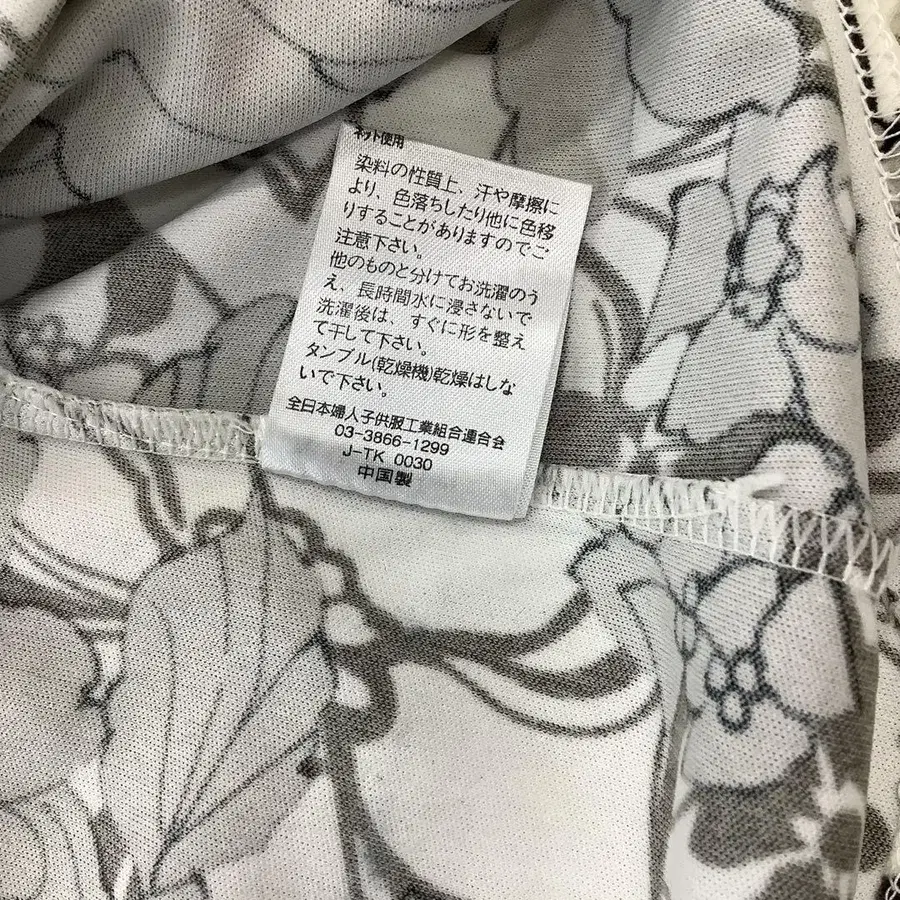 ネット使用
染料の性質上、汗や摩擦に
より、色落ちしたり他に色移
りすることがありますのでご
注意下さい。
他のものと分けてお洗濯のう
え、長時間水に浸さないで
洗濯後は、すぐに形を整え
て干して下さい。
タンブル(乾燥機)乾燥はしな
いで下さい。
全日本婦人子供服工業組合連合会
03-3866-1299
J-TK 0030
中国製